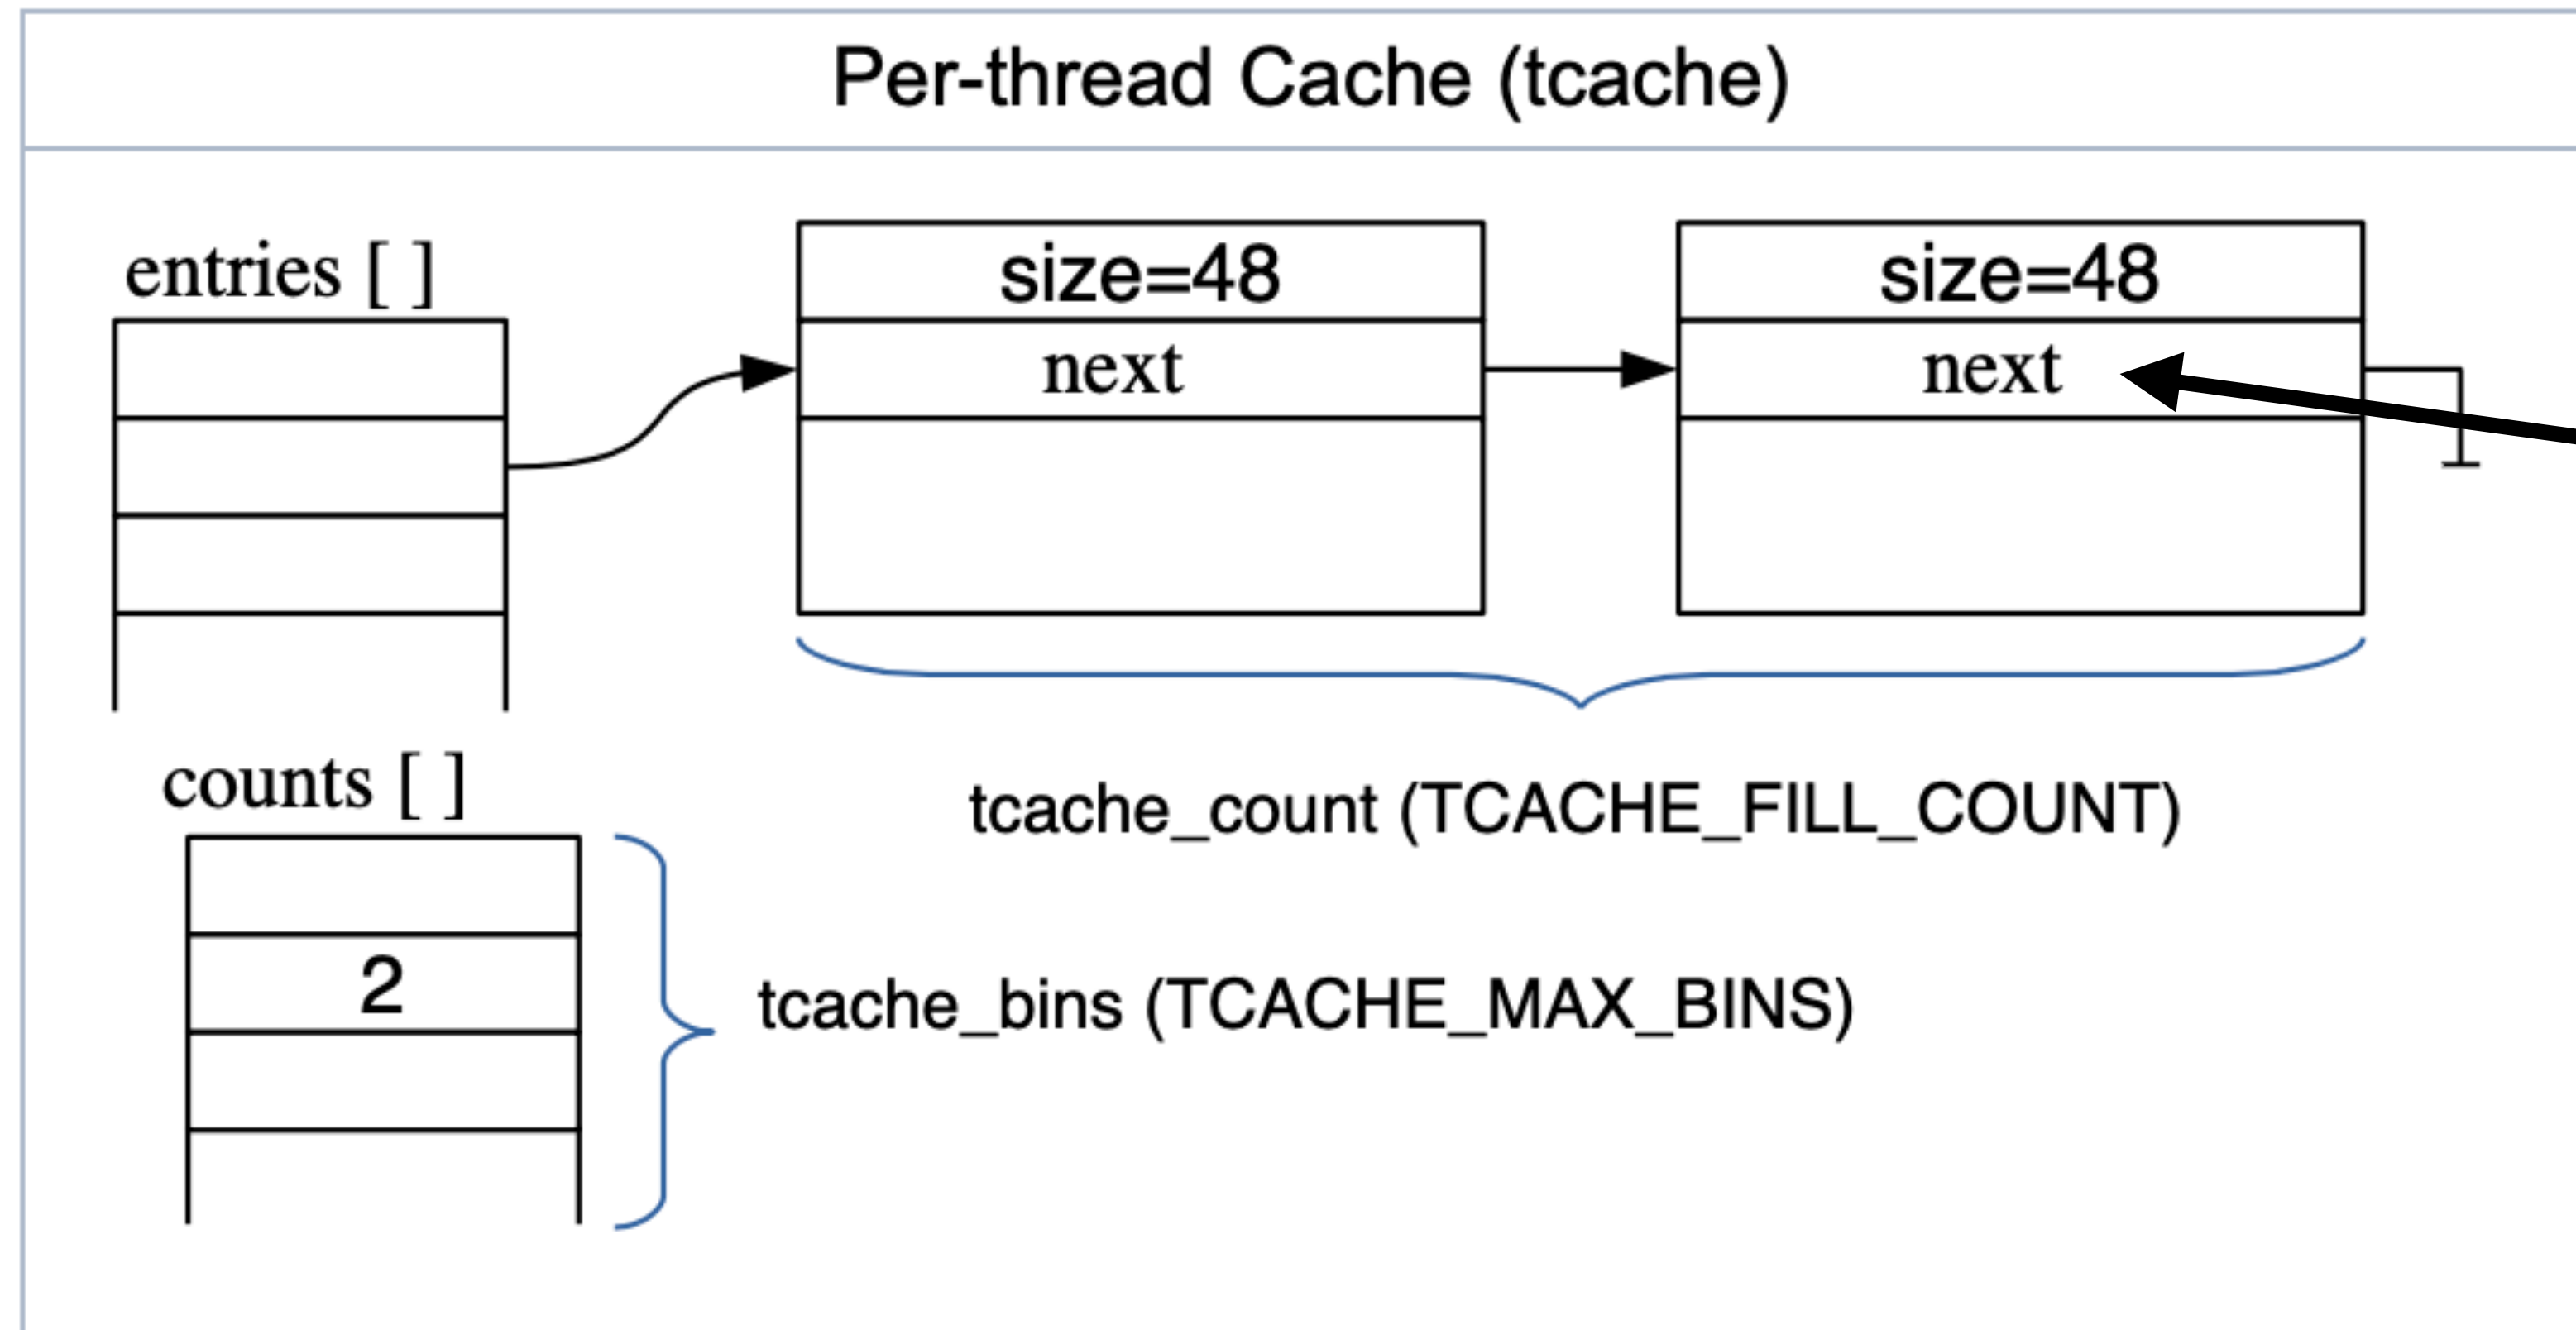 Per-thread Cache (tcache)
entries [ ]
size=48
next
size=48
next
tcache_count (TCACHE_FILL_COUNT)
counts [ ]
2
tcache_bins (TCACHE_MAX_BINS)